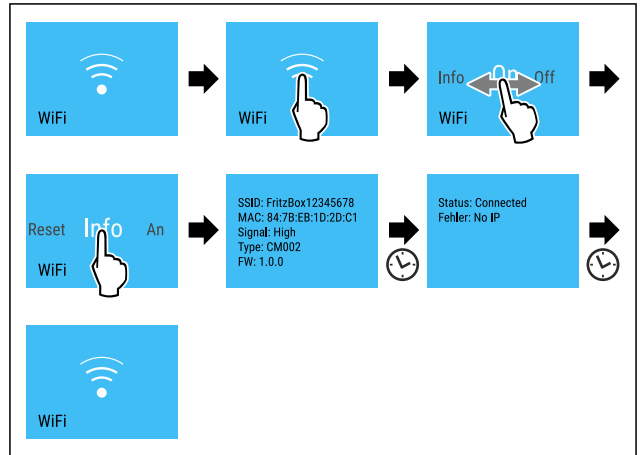 WiFi
WiFi
Info On Off
WiFi
Reset Info An
WiFi
SSID: FritzBox12345678
MAC: 84:7B:EB:1D:2D:C1
Signal: High
Type: CM002
FW: 1.0.0
Status: Connected
Fehler: No IP
WiFi